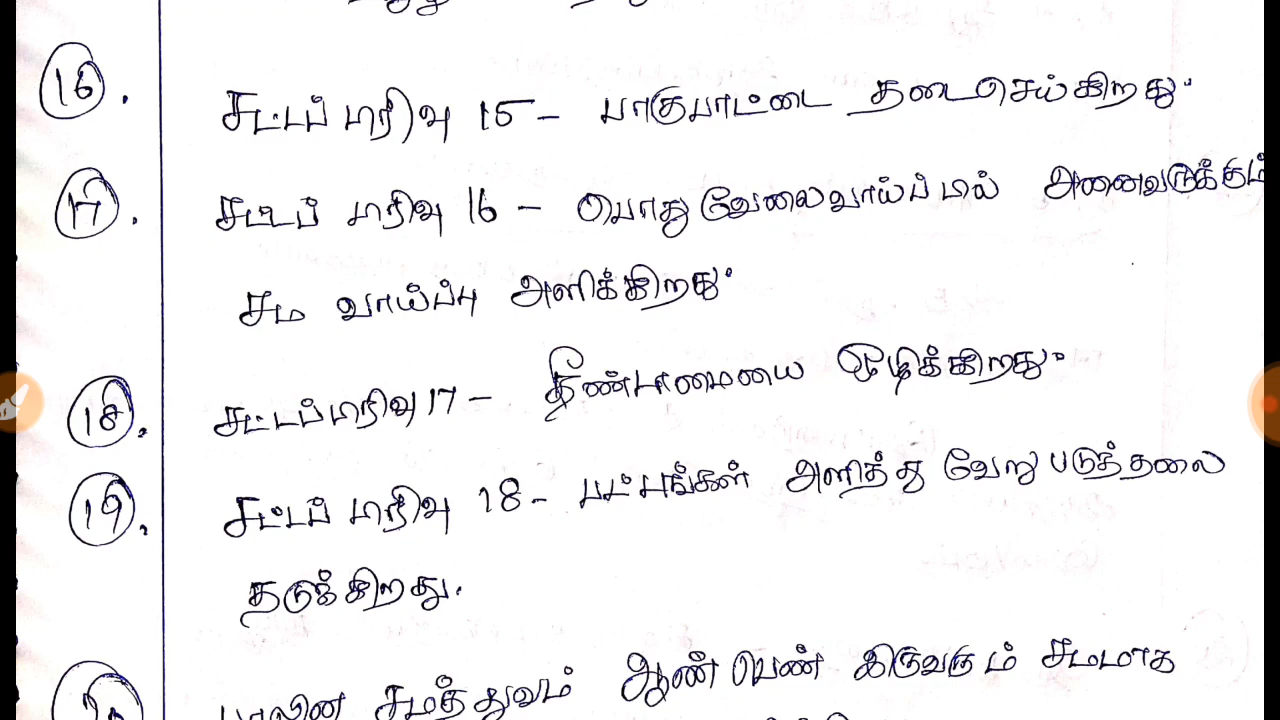 16. சட்டப் பிரிவு 15 - பாகுபாட்டை தடைசெய்கிறது.
17. சட்டப் பிரிவு 16 - பொது வேலைவாய்ப்பில் அனைவருக்கும்
சம வாய்ப்பு அளிக்கிறது.
18. சட்டப்பிரிவு 17 - தீண்டாமையை ஒழிக்கிறது.
19. சட்டப் பிரிவு 18 - பட்டங்கள் அளித்து வேறுபடுத்தலை
தடுக்கிறது.
பாலின சமத்துவம் ஆண் பெண் இருவரும் சமமாக